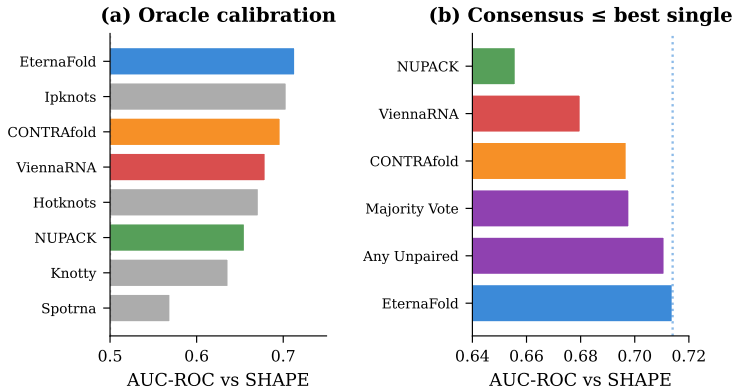 (a) Oracle calibration
EternaFold
Ipknots
CONTRAfold
ViennaRNA
Hotknots
NUPACK
Knotty
Spotrna
0.5 0.6 0.7
AUC-ROC vs SHAPE
(b) Consensus ≤ best single
NUPACK
ViennaRNA
CONTRAfold
Majority Vote
Any Unpaired
EternaFold
0.64 0.66 0.68 0.70 0.72
AUC-ROC vs SHAPE